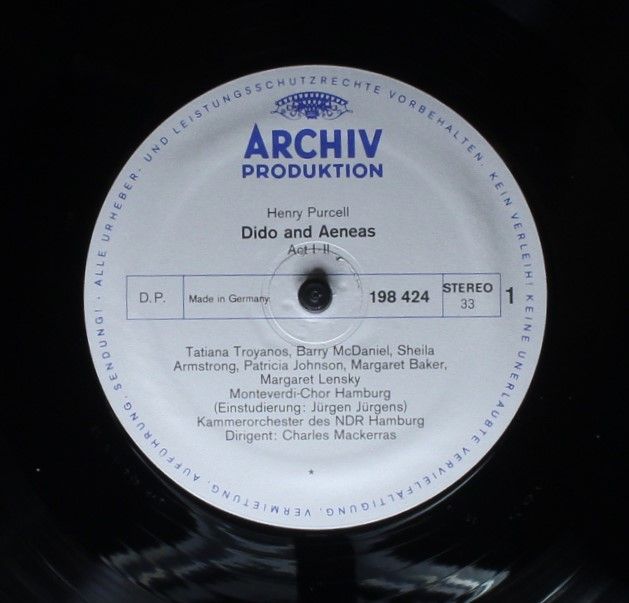 · ALLE URHEBER- UND LEISTUNGSSCHUTZRECHTE VORBEHALTEN. KEIN VERLEIH! KEINE UNERLAUBTE VERVIELFÄLTIGUNG, VERMIETUNG, AUFFÜHRUNG, SENDUNG!
ARCHIV
PRODUKTION
Henry Purcell
Dido and Aeneas
Act I-II
D.P. Made in Germany 198 424 STEREO 33 1
Tatiana Troyanos, Barry McDaniel, Sheila
Armstrong, Patricia Johnson, Margaret Baker,
Margaret Lensky
Monteverdi-Chor Hamburg
(Einstudierung: Jürgen Jürgens)
Kammerorchester des NDR Hamburg
Dirigent: Charles Mackerras
*